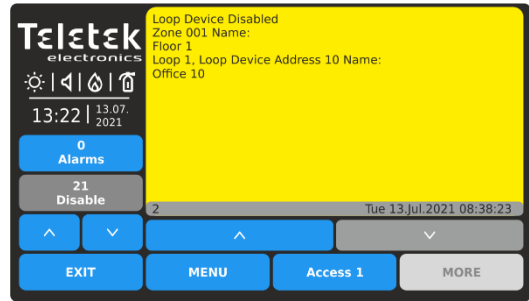 Teletek
electronics
13:22
13.07.
2021
0
Alarms
21
Disable
Loop Device Disabled
Zone 001 Name:
Floor 1
Loop 1, Loop Device Address 10 Name:
Office 10
2 Tue 13.Jul.2021 08:38:23
EXIT MENU Access 1 MORE